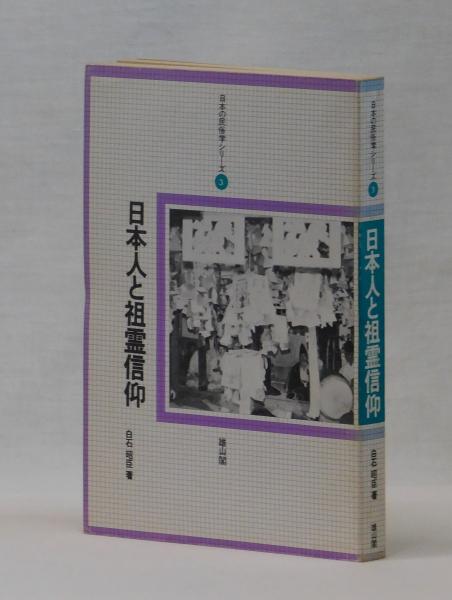 日本の民俗学シリーズ 3
日本人と祖霊信仰
白石昭臣 著
雄山閣
日本の民俗学シリーズ 3
日本人と祖霊信仰
白石昭臣 著
雄山閣